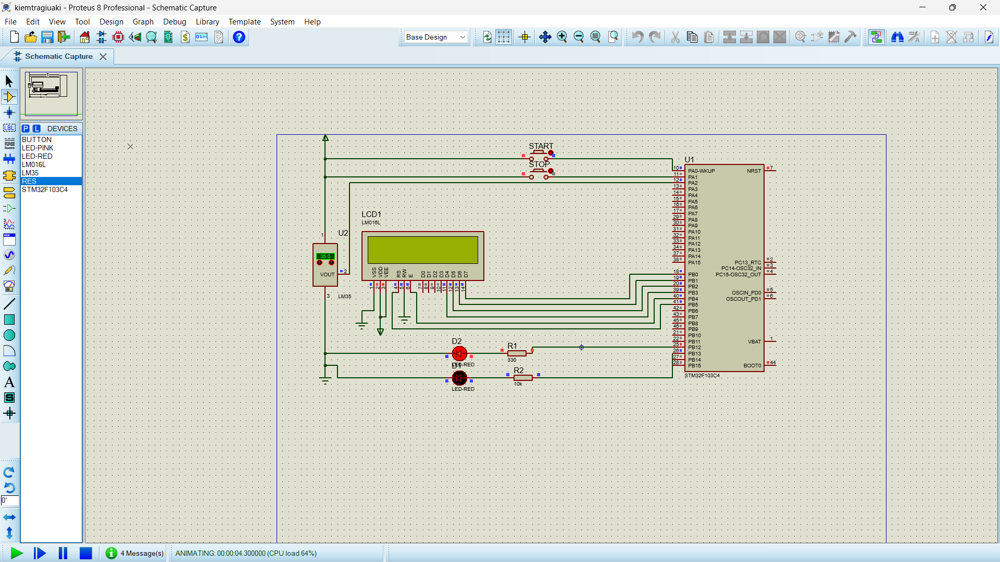 kiemtragiuaki - Proteus 8 Professional - Schematic Capture
File Edit View Tool Design Graph Debug Library Template System Help
Base Design
Schematic Capture
P L DEVICES
BUTTON
LED-PINK
LED-RED
LM016L
LM35
RES
STM32F103C4
LBL
A
S
0°
START
STOP
LCD1
LM016L
VSS VDD VEE RS RW E D0 D1 D2 D3 D4 D5 D6 D7
1 2 3 4 5 6 7 8 9 10 11 12 13 14
U2
1
35.0
VOUT 2
3 LM35
D2
LED-RED
R1
330
D1
LED-RED
R2
10k
U1
10 PA0-WKUP NRST 7
11 PA1
12 PA2
13 PA3
14 PA4
15 PA5
16 PA6
17 PA7
29 PA8
30 PA9
31 PA10
32 PA11
33 PA12
34 PA13
37 PA14
38 PA15
PC13_RTC 2
PC14-OSC32_IN 3
PC15-OSC32_OUT 4
18 PB0
19 PB1
20 PB2
39 PB3 OSCIN_PD0 5
40 PB4 OSCOUT_PD1 6
41 PB5
42 PB6
43 PB7
45 PB8
46 PB9
21 PB10
22 PB11 VBAT 1
25 PB12
26 PB13
27 PB14
28 PB15 BOOT0 44
STM32F103C4
4 Message(s) ANIMATING: 00:00:04.300000 (CPU load 64%)